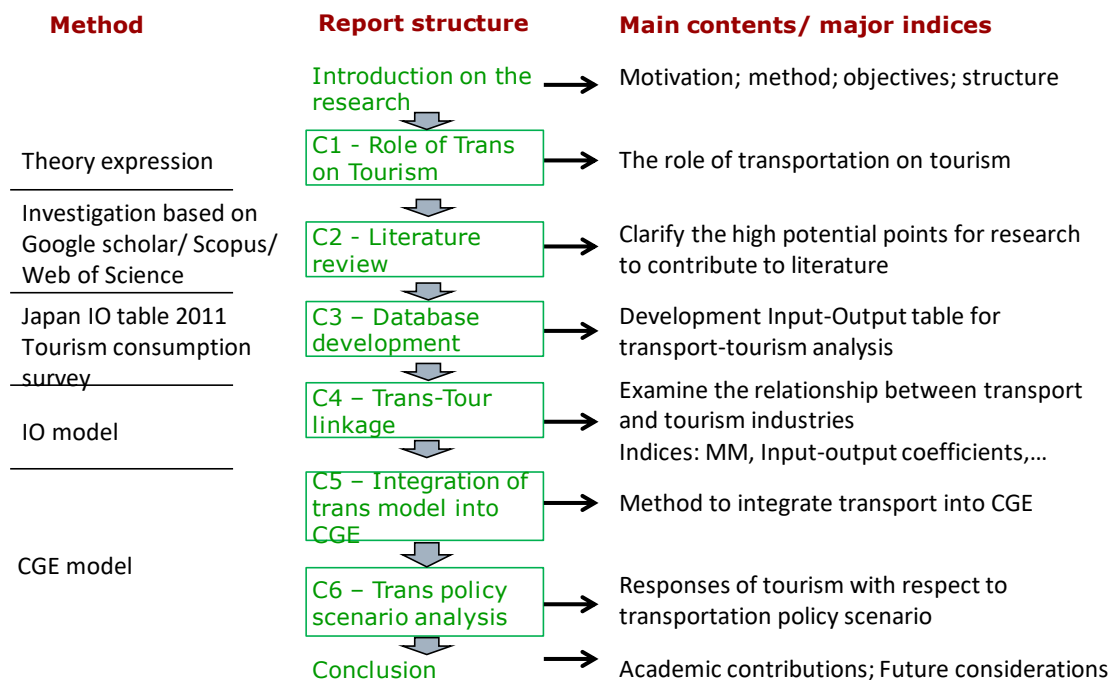 Method
Report structure
Main contents/ major indices
Introduction on the
research
Motivation; method; objectives; structure
Theory expression
C1 - Role of Trans
on Tourism
The role of transportation on tourism
Investigation based on
Google scholar/ Scopus/
Web of Science
C2 - Literature
review
Clarify the high potential points for research
to contribute to literature
Japan IO table 2011
Tourism consumption
survey
C3 – Database
development
Development Input-Output table for
transport-tourism analysis
IO model
C4 – Trans-Tour
linkage
Examine the relationship between transport
and tourism industries
Indices: MM, Input-output coefficients,...
CGE model
C5 – Integration of
trans model into
CGE
Method to integrate transport into CGE
C6 – Trans policy
scenario analysis
Responses of tourism with respect to
transportation policy scenario
Conclusion
Academic contributions; Future considerations